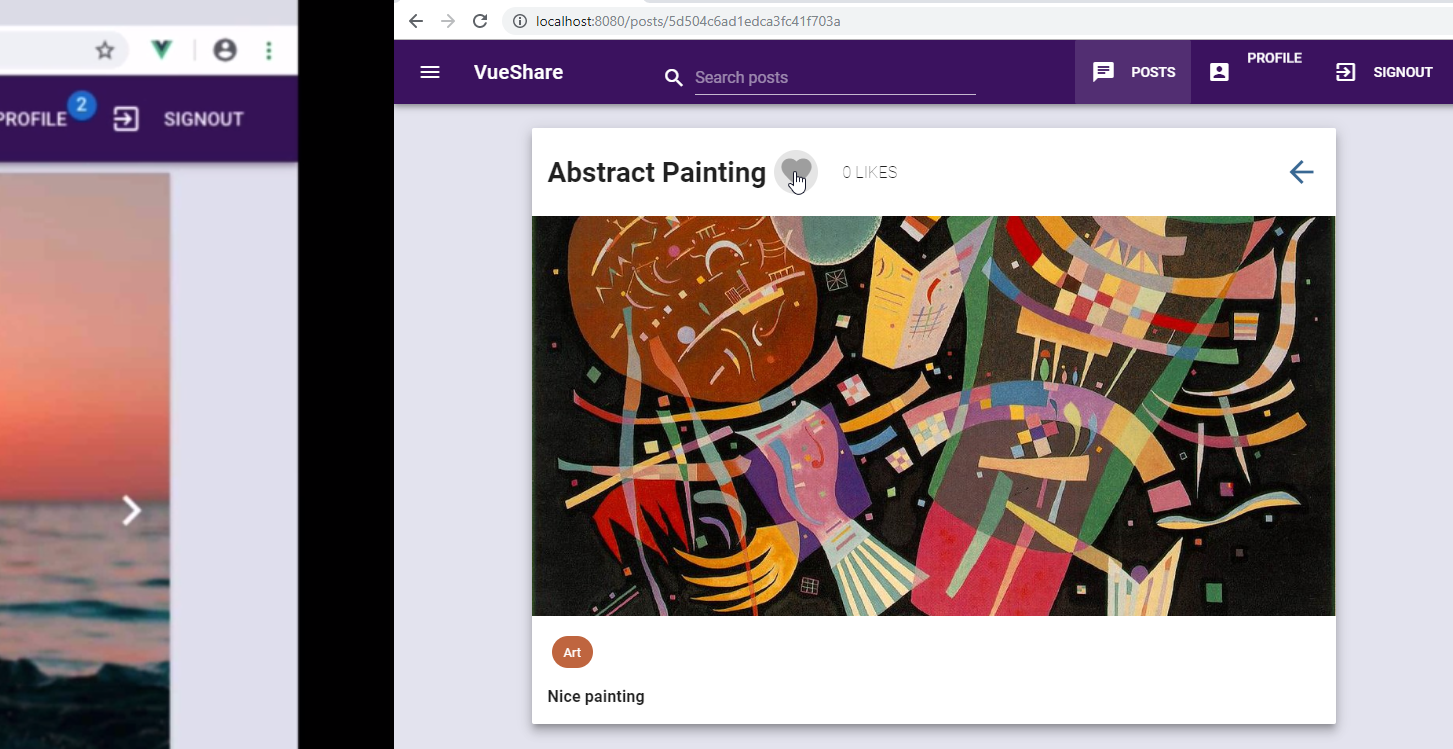 PROFILE
2
SIGNOUT
localhost:8080/posts/5d504c6ad1edca3fc41f703a
VueShare
Search posts
POSTS
PROFILE
SIGNOUT
Abstract Painting
0 LIKES
Art
Nice painting